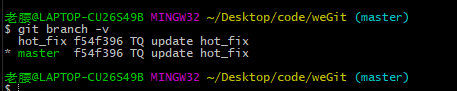 老腰@LAPTOP-CU26S49B MINGW32 ~/Desktop/code/weGit (master)
$ git branch -v
  hot_fix f54f396 TQ update hot_fix
* master  f54f396 TQ update hot_fix
老腰@LAPTOP-CU26S49B MINGW32 ~/Desktop/code/weGit (master)
$